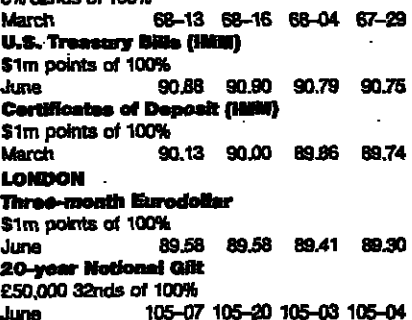 March 68–13 68–16 68–04 67–29
U.S. Treasury Bills (IMM)
$1m points of 100%
June 90.88 90.90 90.79 90.75
Certificates of Deposit (IMM)
$1m points of 100%
March 90.13 90.00 89.86 89.74
LONDON
Three-month Eurodollar
$1m points of 100%
June 89.58 89.58 89.41 89.30
20-year Notional Gilt
£50,000 32nds of 100%
June 105–07 105–20 105–03 105–04